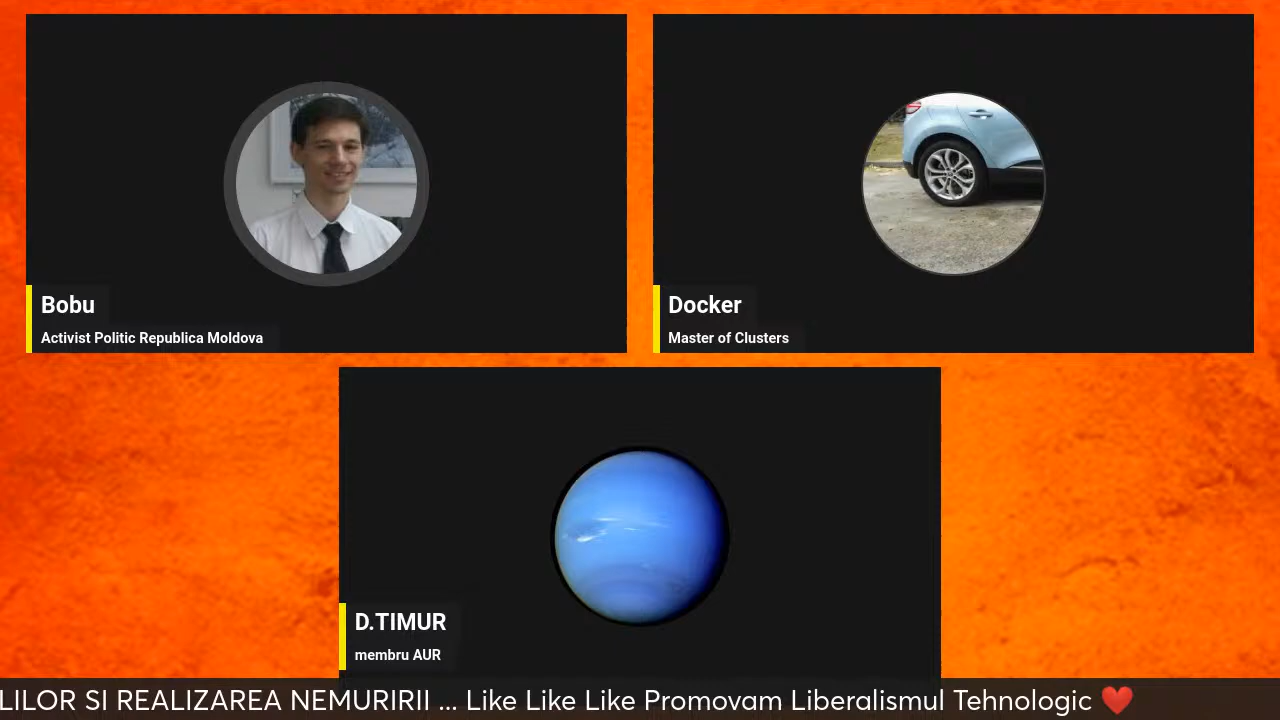 Bobu
Activist Politic Republica Moldova
Docker
Master of Clusters
D.TIMUR
membru AUR
LILOR SI REALIZAREA NEMURIRII ... Like Like Like Promovam Liberalismul Tehnologic ❤️